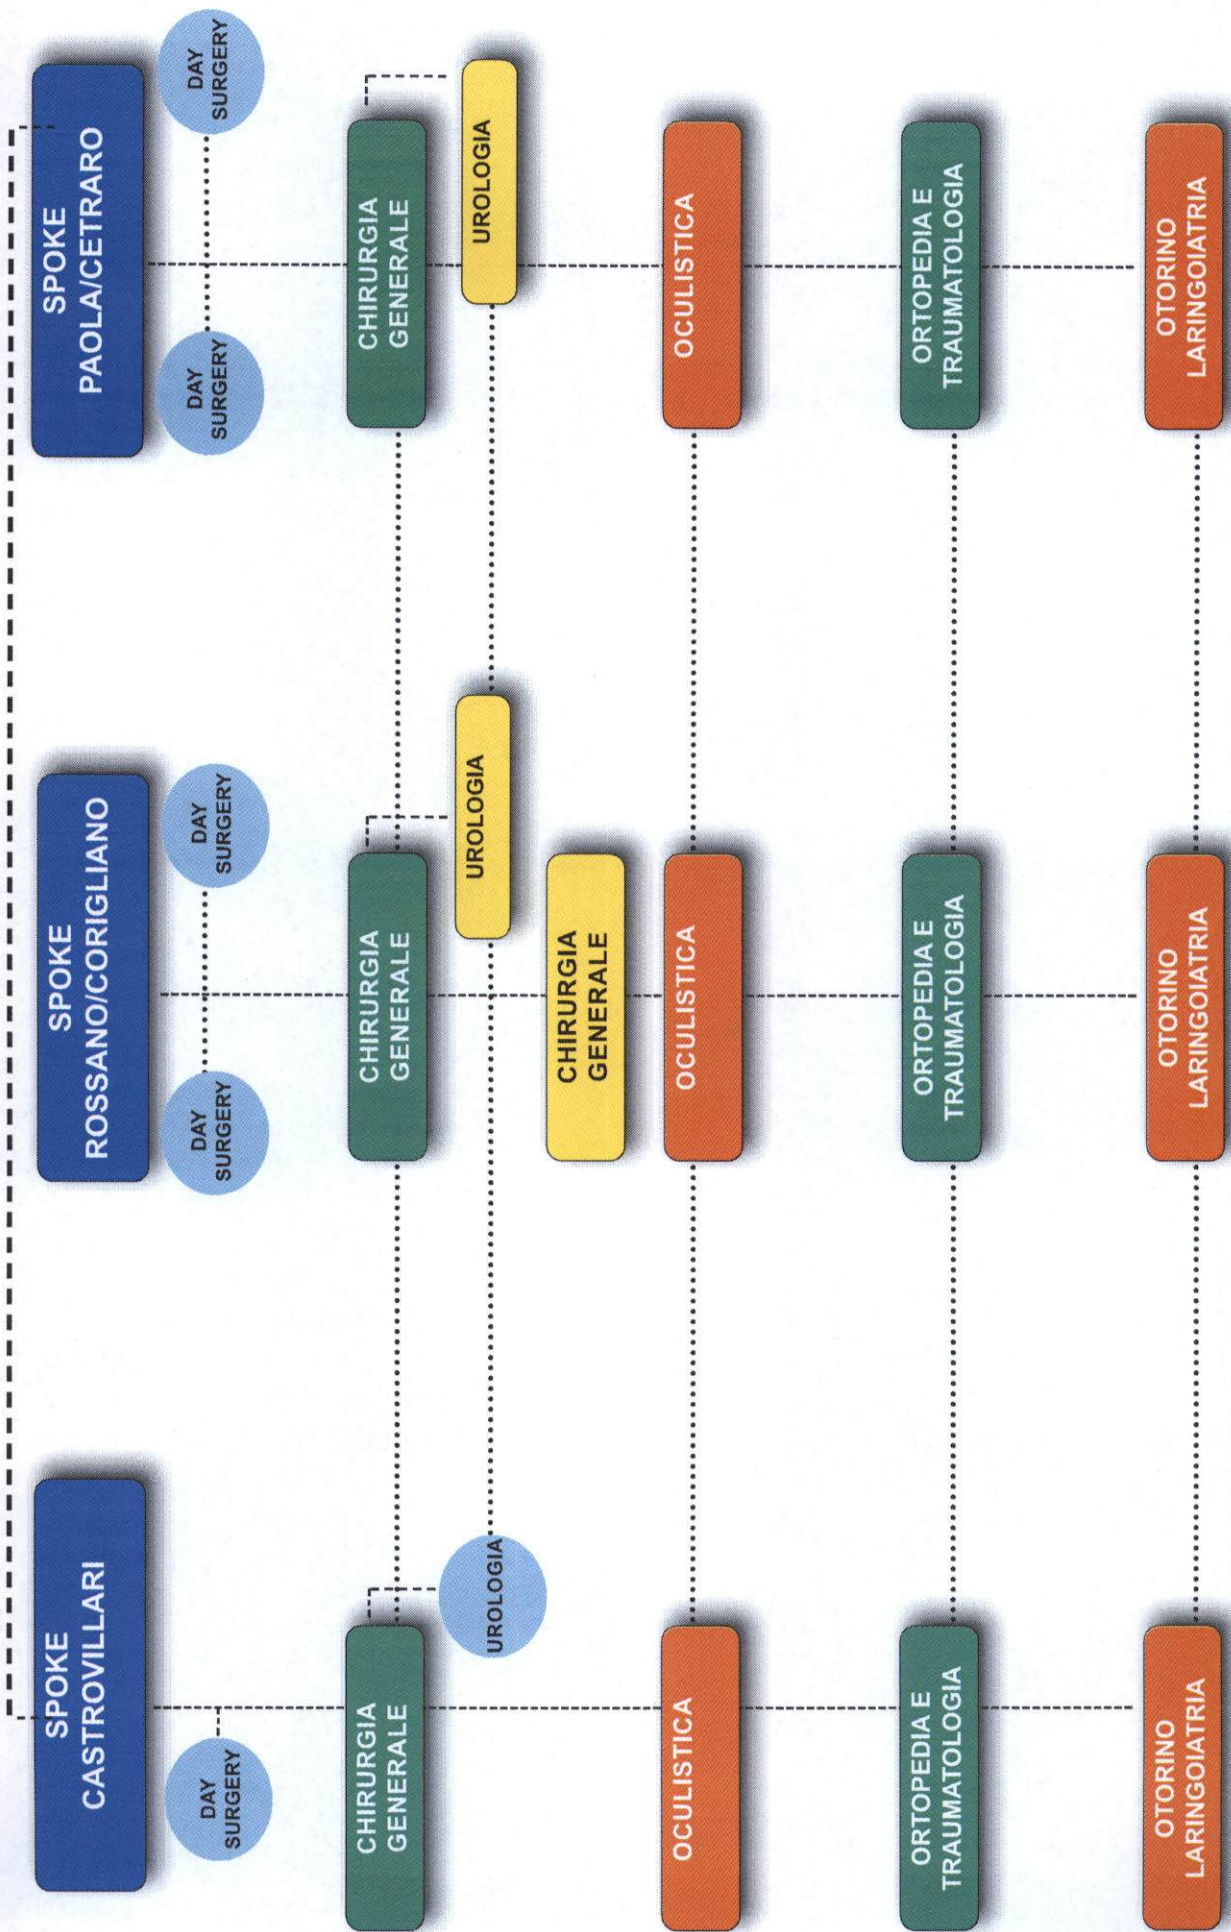 SPOKE
CASTROVILLARI
DAY
SURGERY
CHIRURGIA
GENERALE
UROLOGIA
OCULISTICA
ORTOPEDIA E
TRAUMATOLOGIA
OTORINO
LARINGOIATRIA
SPOKE
ROSSANO/CORIGLIANO
DAY
SURGERY
DAY
SURGERY
CHIRURGIA
GENERALE
UROLOGIA
CHIRURGIA
GENERALE
OCULISTICA
ORTOPEDIA E
TRAUMATOLOGIA
OTORINO
LARINGOIATRIA
SPOKE
PAOLA/CETRARO
DAY
SURGERY
DAY
SURGERY
CHIRURGIA
GENERALE
UROLOGIA
OCULISTICA
ORTOPEDIA E
TRAUMATOLOGIA
OTORINO
LARINGOIATRIA